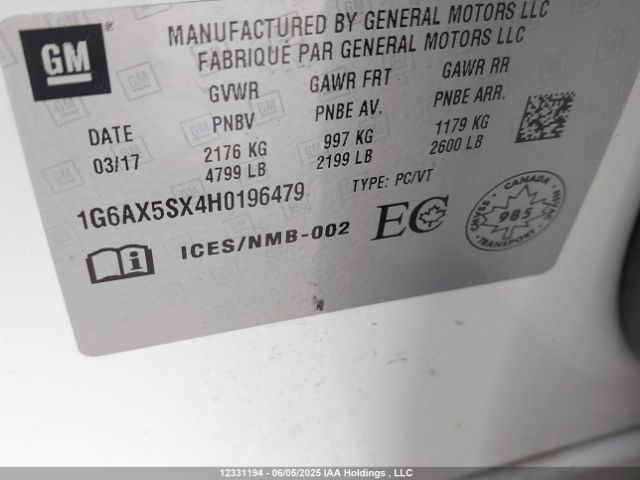 GM
MANUFACTURED BY GENERAL MOTORS LLC
FABRIQUÉ PAR GENERAL MOTORS LLC
DATE
03/17
GVWR
PNBV
2176 KG
4799 LB
GAWR FRT
PNBE AV.
997 KG
2199 LB
GAWR RR
PNBE ARR.
1179 KG
2600 LB
1G6AX5SX4H0196479
TYPE: PC/VT
ICES/NMB-002
EC
CANADA
985
TRANSPORT
12331194 - 06/05/2025 IAA Holdings , LLC